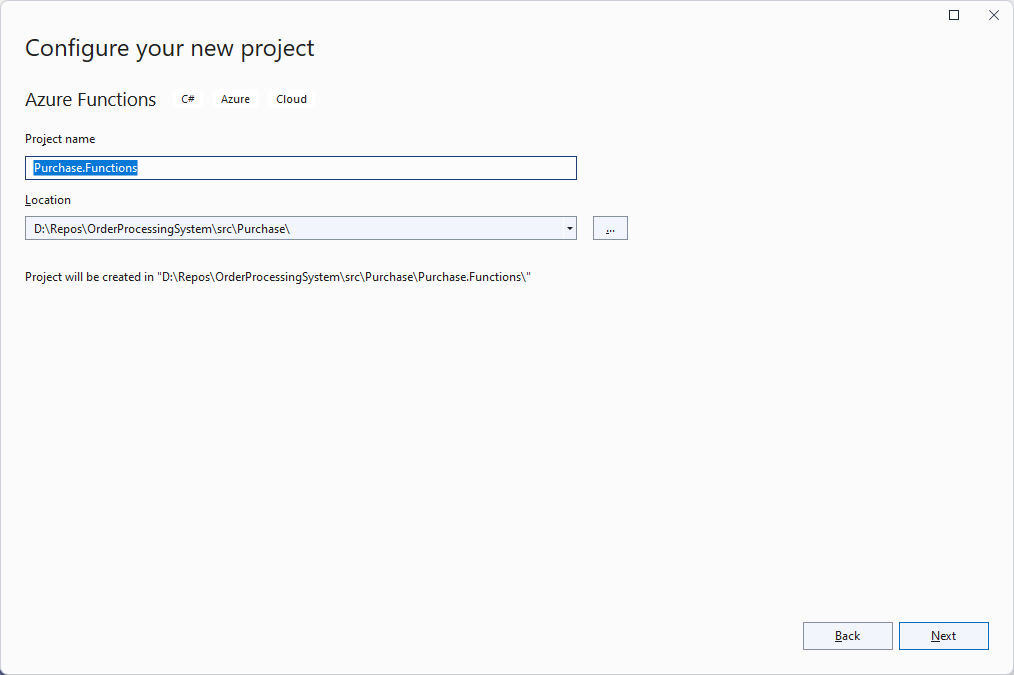 Configure your new project
Azure Functions C# Azure Cloud
Project name
Purchase.Functions
Location
D:\Repos\OrderProcessingSystem\src\Purchase\
...
Project will be created in "D:\Repos\OrderProcessingSystem\src\Purchase\Purchase.Functions\"
Back Next